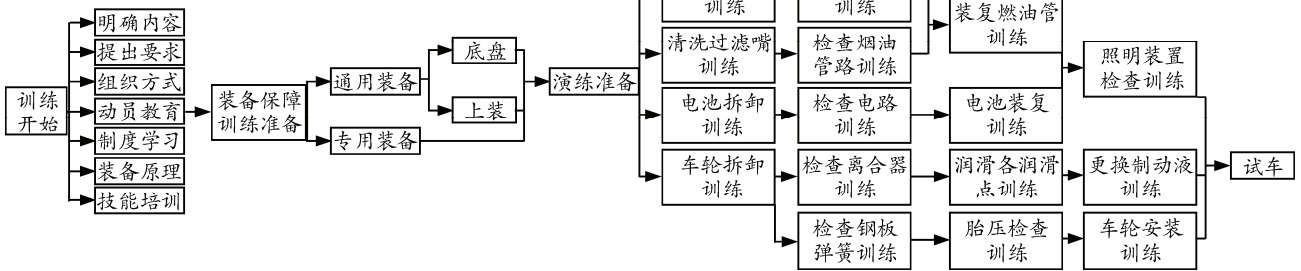 训练
开始
明确内容
提出要求
组织方式
动员教育
制度学习
装备原理
技能培训
装备保障
训练准备
通用装备
专用装备
底盘
上装
演练准备
训练
训练
清洗过滤嘴
训练
检查烟油
管路训练
装复燃油管
训练
照明装置
检查训练
电池拆卸
训练
检查电路
训练
电池装复
训练
车轮拆卸
训练
检查离合器
训练
润滑各润滑
点训练
更换制动液
训练
检查钢板
弹簧训练
胎压检查
训练
车轮安装
训练
试车